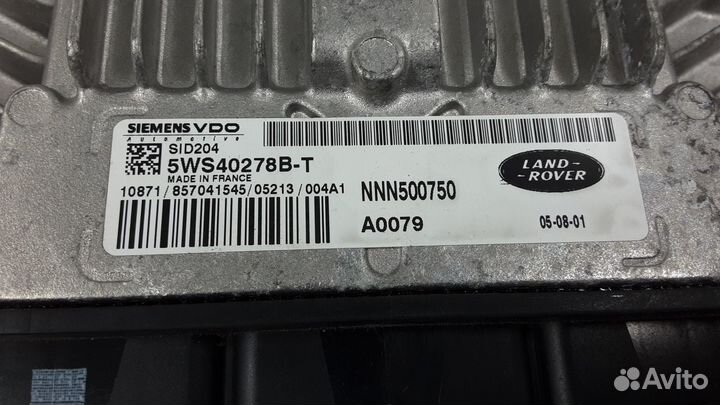 SIEMENS VDO
Automotive
SID204
5WS40278B-T
MADE IN FRANCE
10871/857041545/05213/004A1
NNN500750
A0079
LAND-
-ROVER
05-08-01
Avito